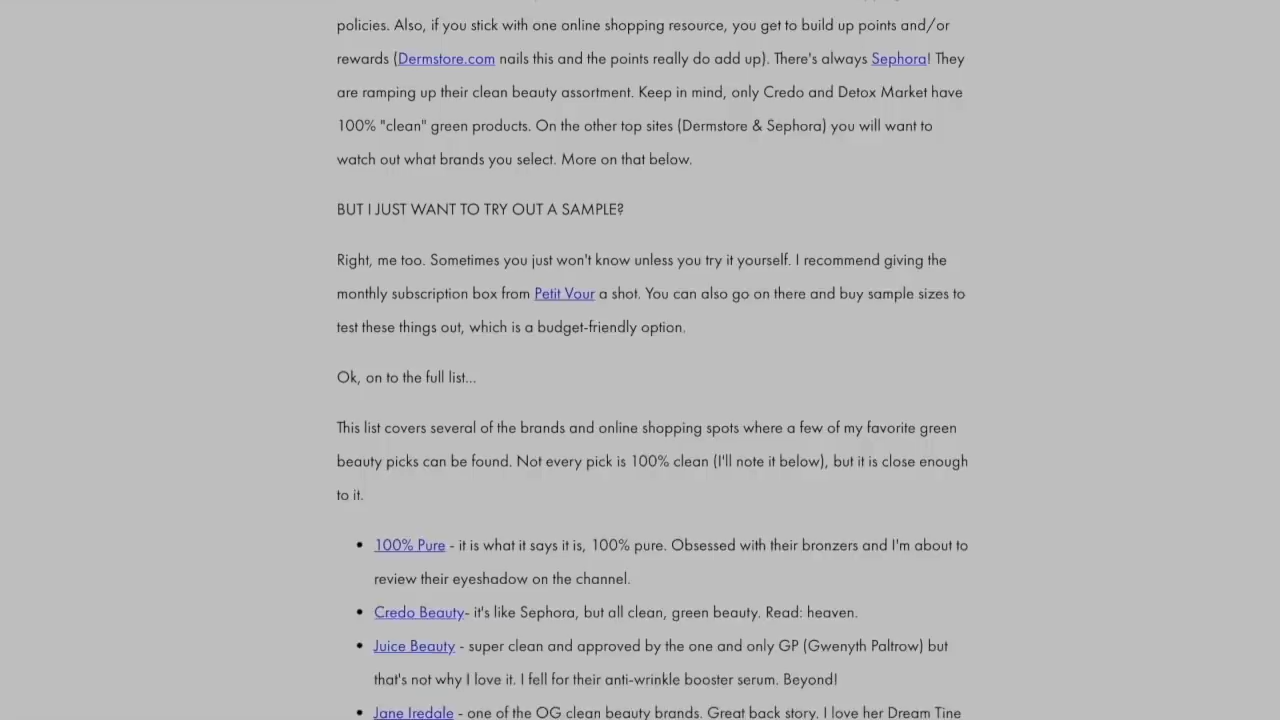 policies. Also, if you stick with one online shopping resource, you get to build up points and/or
rewards (Dermstore.com nails this and the points really do add up). There's always Sephora! They
are ramping up their clean beauty assortment. Keep in mind, only Credo and Detox Market have
100% "clean" green products. On the other top sites (Dermstore & Sephora) you will want to
watch out what brands you select. More on that below.
BUT I JUST WANT TO TRY OUT A SAMPLE?
Right, me too. Sometimes you just won't know unless you try it yourself. I recommend giving the
monthly subscription box from Petit Vour a shot. You can also go on there and buy sample sizes to
test these things out, which is a budget-friendly option.
Ok, on to the full list...
This list covers several of the brands and online shopping spots where a few of my favorite green
beauty picks can be found. Not every pick is 100% clean (I'll note it below), but it is close enough
to it.
• 100% Pure - it is what it says it is, 100% pure. Obsessed with their bronzers and I'm about to
review their eyeshadow on the channel.
• Credo Beauty- it's like Sephora, but all clean, green beauty. Read: heaven.
• Juice Beauty - super clean and approved by the one and only GP (Gwenyth Paltrow) but
that's not why I love it. I fell for their anti-wrinkle booster serum. Beyond!
• Jane Iredale - one of the OG clean beauty brands. Great back story. I love her Dream Tine